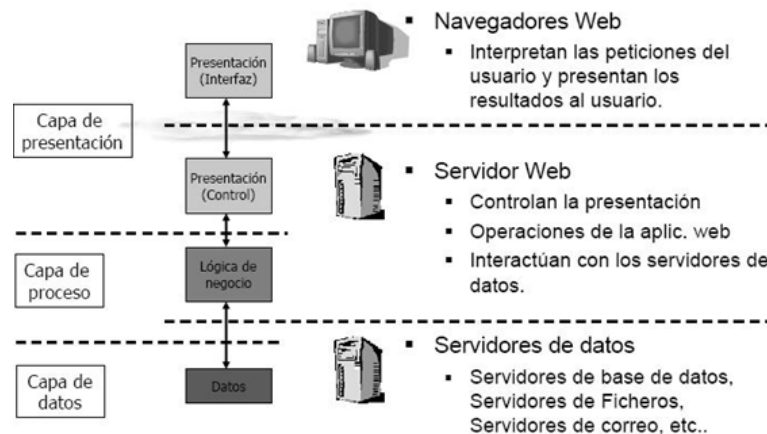 Capa de
presentación
Capa de
proceso
Capa de
datos
Presentación
(Interfaz)
Presentación
(Control)
Lógica de
negocio
Datos
▪ Navegadores Web
▪ Interpretan las peticiones del
usuario y presentan los
resultados al usuario.
▪ Servidor Web
▪ Controlan la presentación
▪ Operaciones de la aplic. web
▪ Interactúan con los servidores de
datos.
▪ Servidores de datos
▪ Servidores de base de datos,
Servidores de Ficheros,
Servidores de correo, etc..